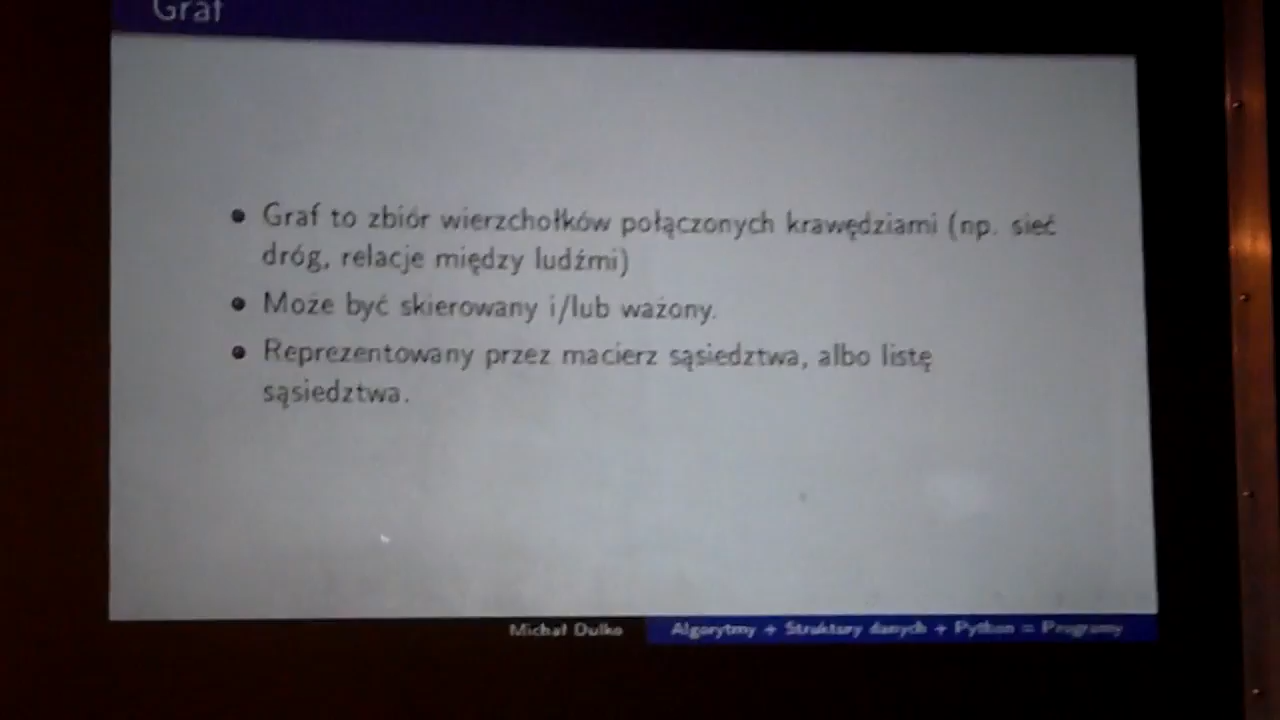 Graf
Graf to zbiór wierzchołków połączonych krawędziami (np. sieć
dróg, relacje między ludźmi)
Może być skierowany i/lub ważony.
Reprezentowany przez macierz sąsiedztwa, albo listę
sąsiedztwa.
Michał Dulko Algorytmy + Struktury danych + Python = Programy